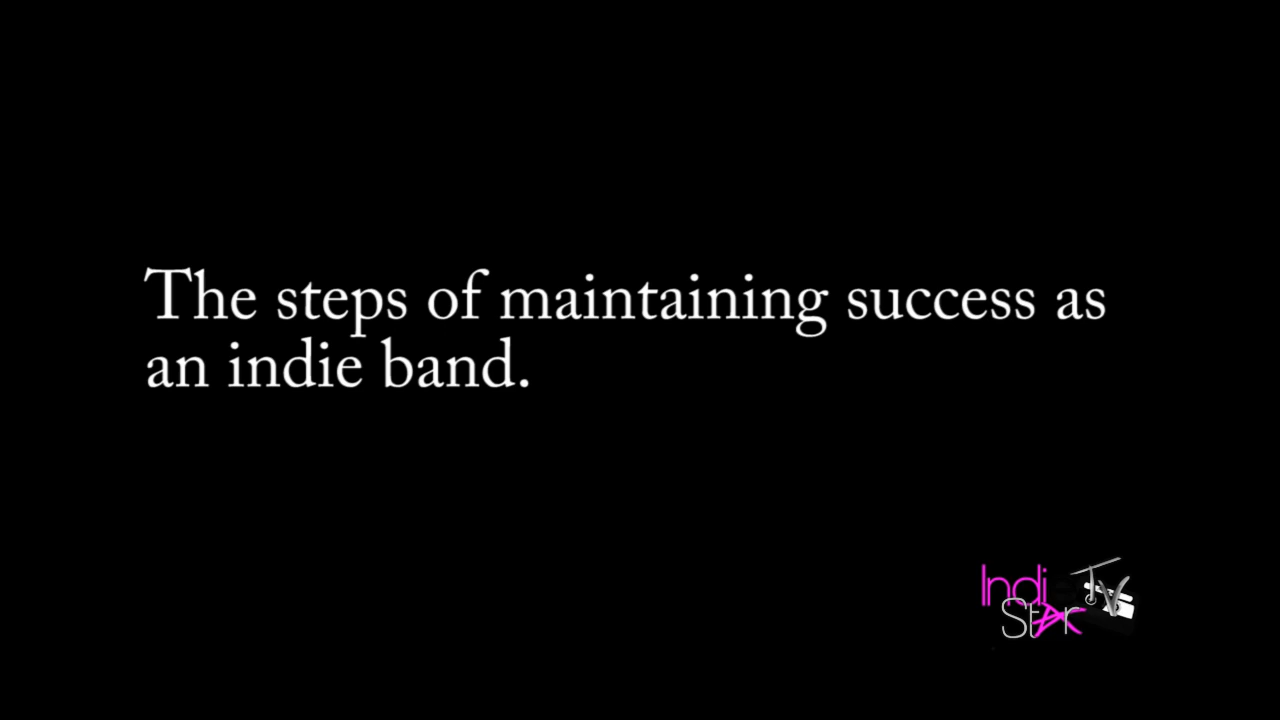 The steps of maintaining success as
an indie band.
Indi
Star
TV